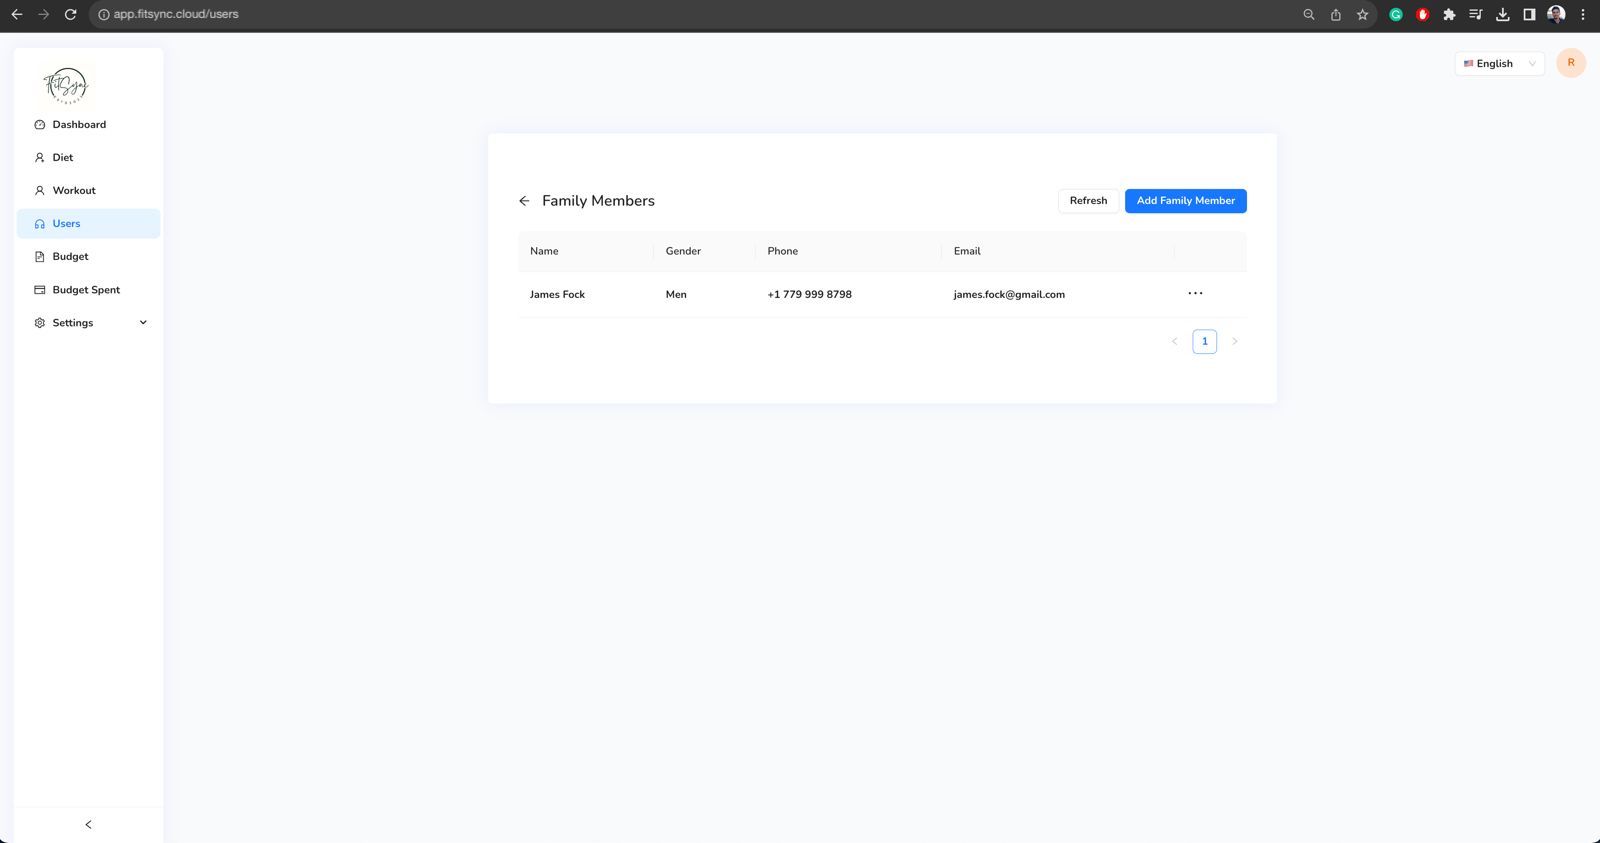 app.fitsync.cloud/users
English
R
FitSync
Dashboard
Diet
Workout
Users
Budget
Budget Spent
Settings
Family Members
Refresh
Add Family Member
Name Gender Phone Email
James Fock Men +1 779 999 8798 james.fock@gmail.com
1